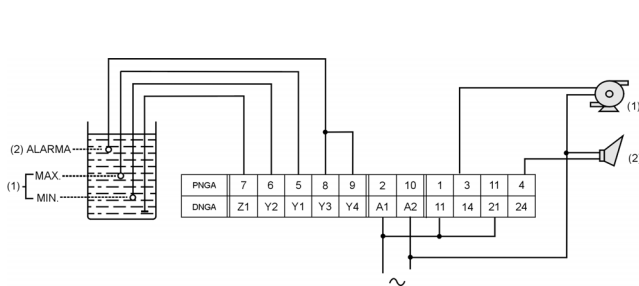 (1)
(2) ALARMA
(2
MAX.
(1)
MIN.
PNGA 7 6 5 8 9 2 10 1 3 11 4
DNGA Z1 Y2 Y1 Y3 Y4 A1 A2 11 14 21 24